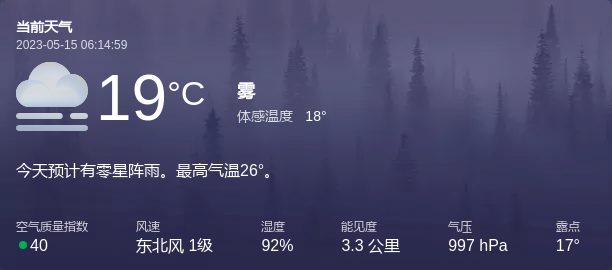 当前天气
2023-05-15 06:14:59
19°C
雾
体感温度 18°
今天预计有零星阵雨。最高气温26°。
空气质量指数 风速 湿度 能见度 气压 露点
40 东北风 1级 92% 3.3 公里 997 hPa 17°